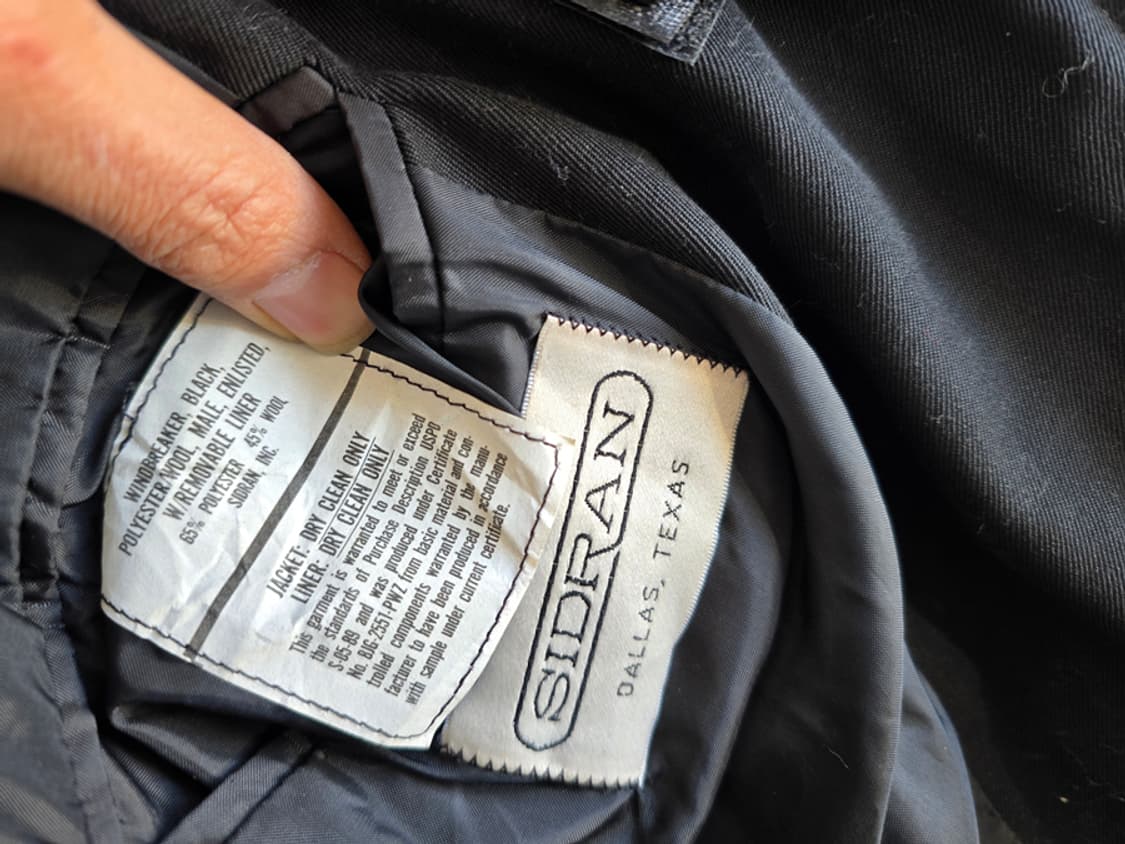 WINDBREAKER, BLACK,
POLYESTER/WOOL, MALE, ENLISTED,
W/REMOVABLE LINER
65% POLYESTER 45% WOOL
SIDRAN INC.
JACKET: DRY CLEAN ONLY
LINER: DRY CLEAN ONLY
This garment is warranted to meet or exceed
the standards of Purchase Description USPD
S-05-89 and was produced under Certificate
No. 8JG-2551-PWZ from basic material and con-
trolled components warranted by the manu-
facturer to have been produced in accordance
with sample under current certificate.
SIDRAN
DALLAS, TEXAS